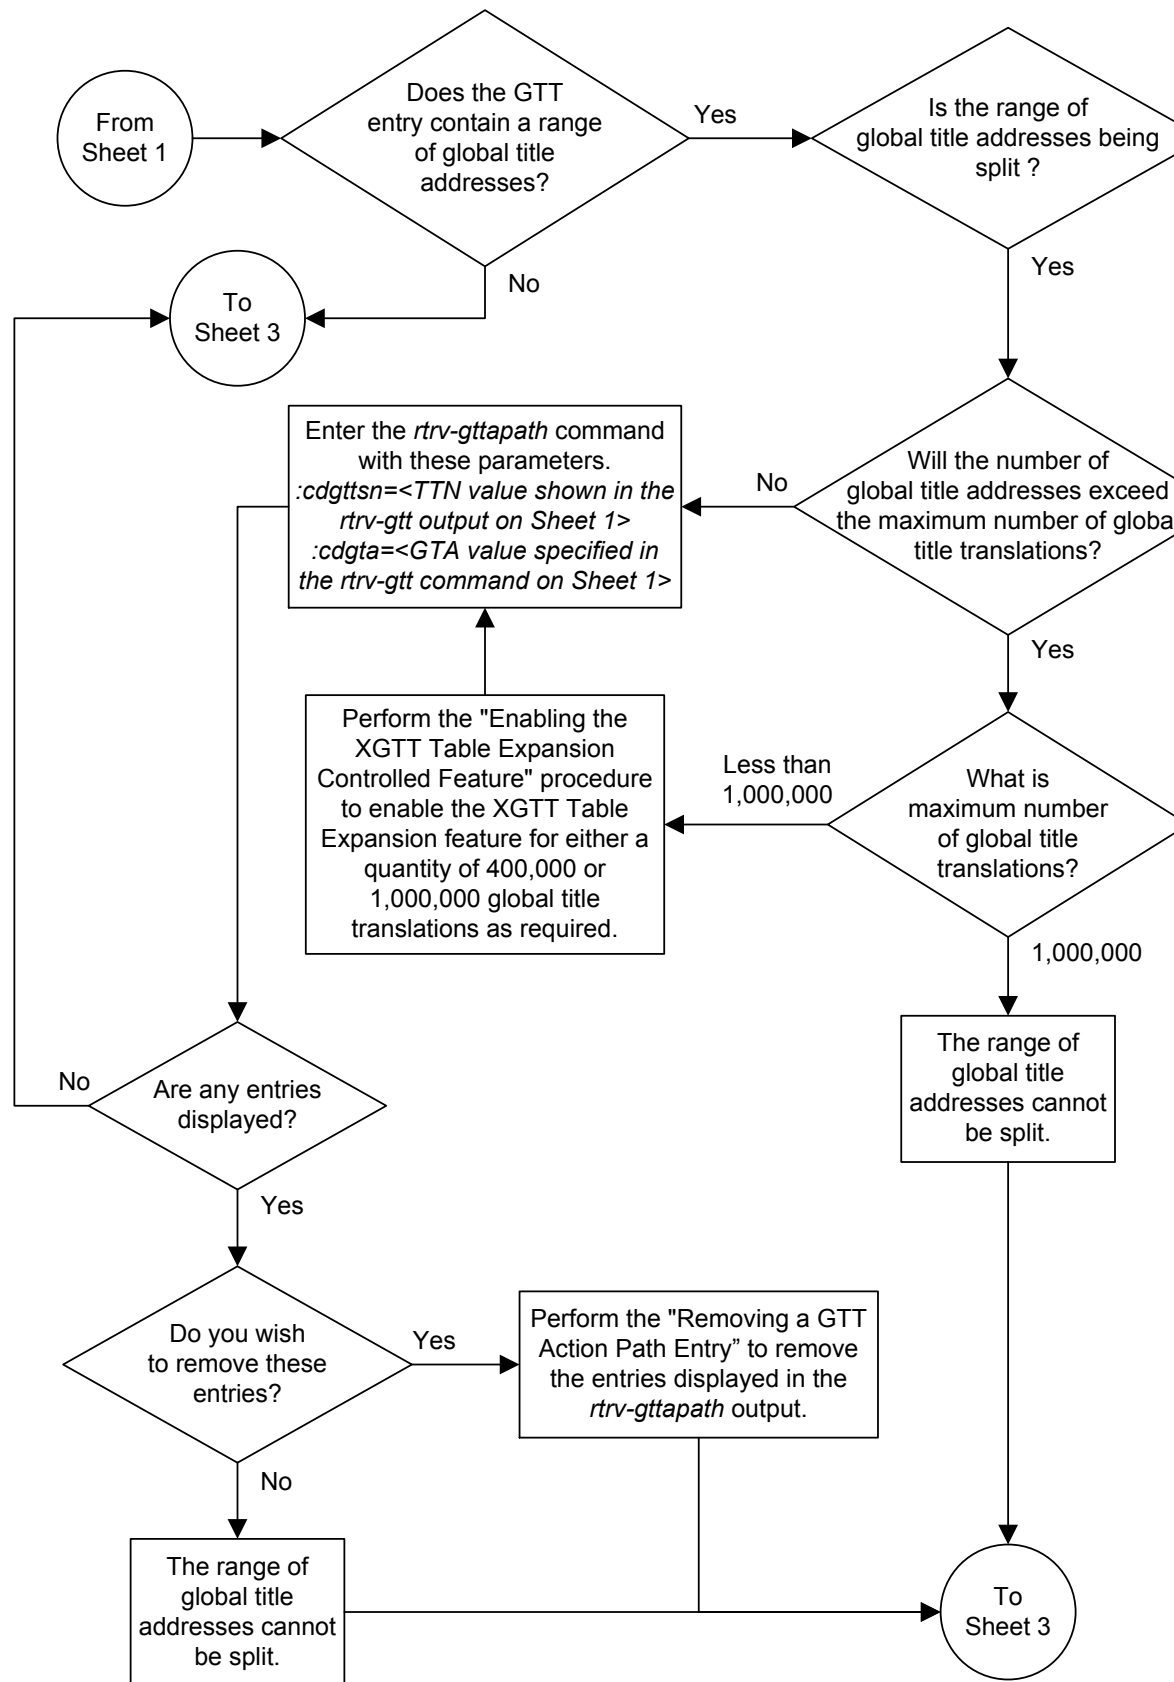 From
Sheet 1
Does the GTT
entry contain a range
of global title
addresses?
Yes
Is the range of
global title addresses being
split ?
No
Yes
To
Sheet 3
Enter the rtrv-gttapath command
with these parameters.
:cdgttsn=<TTN value shown in the
rtrv-gtt output on Sheet 1>
:cdgta=<GTA value specified in
the rtrv-gtt command on Sheet 1>
No
Will the number of
global title addresses exceed
the maximum number of globa
title translations?
Yes
Perform the "Enabling the
XGTT Table Expansion
Controlled Feature" procedure
to enable the XGTT Table
Expansion feature for either a
quantity of 400,000 or
1,000,000 global title
translations as required.
Less than
1,000,000
What is
maximum number
of global title
translations?
1,000,000
The range of
global title
addresses cannot
be split.
No
Are any entries
displayed?
Yes
Do you wish
to remove these
entries?
Yes
Perform the "Removing a GTT
Action Path Entry” to remove
the entries displayed in the
rtrv-gttapath output.
No
The range of
global title
addresses cannot
be split.
To
Sheet 3